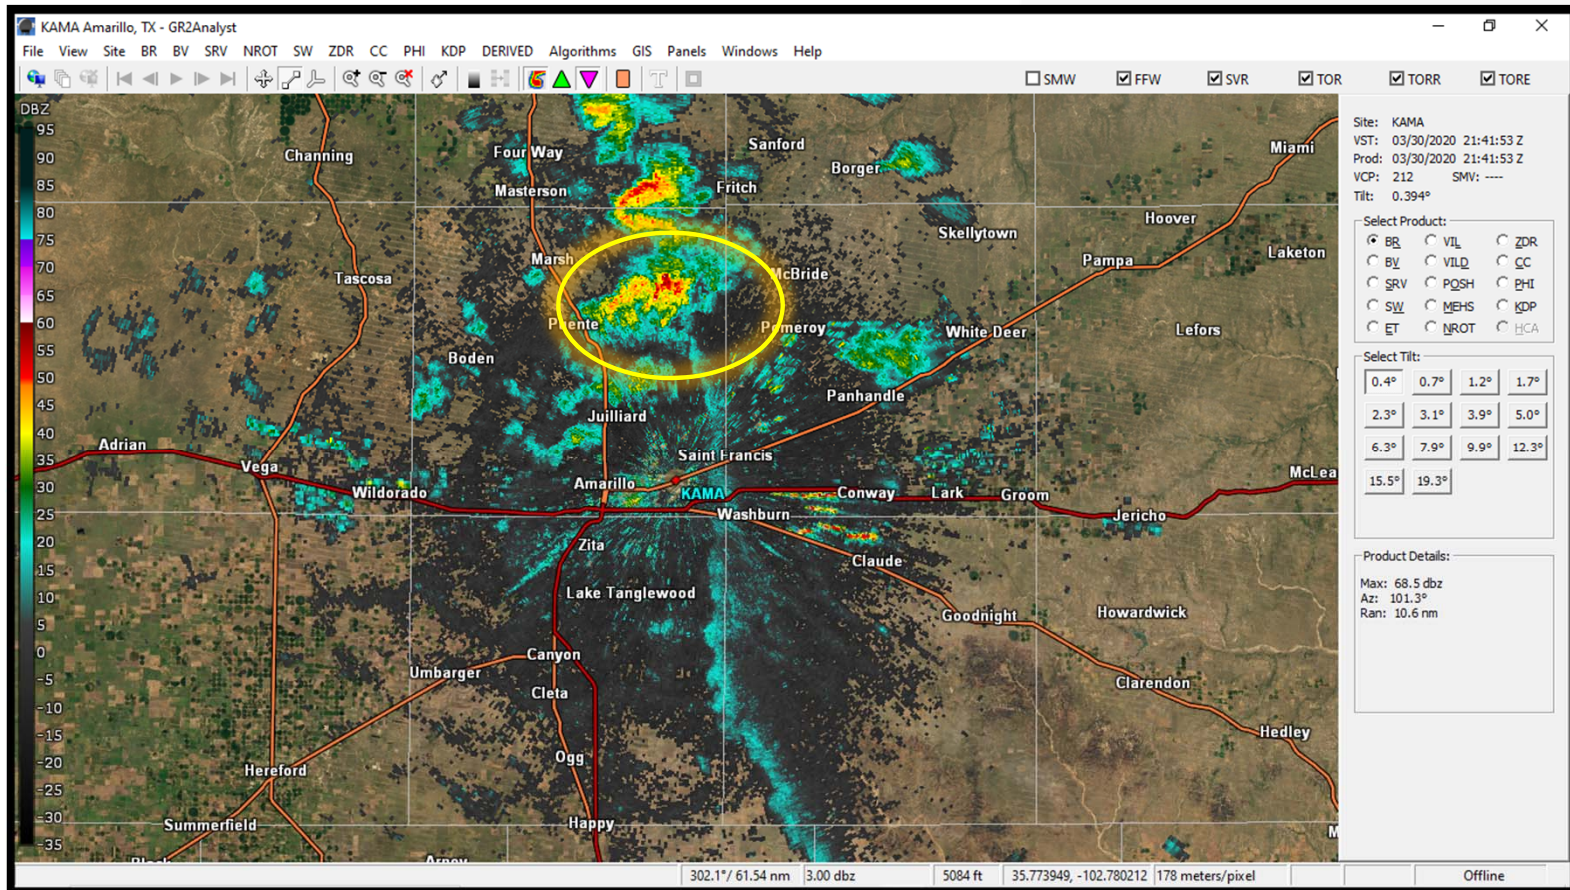 KAMA Amarillo, TX - GR2Analyst
File View Site BR BV SRV NROT SW ZDR CC PHI KDP DERIVED Algorithms GIS Panels Windows Help
SMW FFW SVR TOR TORR TORE
DBZ
95
90
85
80
75
70
65
60
55
50
45
40
35
30
25
20
15
10
5
0
-5
-10
-15
-20
-25
-30
-35
Channing
Four Way
Sanford
Borger
Miami
Masterson
Fritch
Hoover
Skellytown
Laketon
Marsh
McBride
Pampa
Tascosa
Puente
Pomeroy
White Deer
Lefors
Boden
Panhandle
Juilliard
Adrian
Saint Francis
Vega
McLea
Wildorado
Amarillo
KAMA
Conway
Lark
Groom
Washburn
Jericho
Zita
Claude
Lake Tanglewood
Goodnight
Howardwick
Canyon
Umbarger
Clarendon
Cleta
Hedley
Ogg
Hereford
Summerfield
Happy
M
Site: KAMA
VST: 03/30/2020 21:41:53 Z
Prod: 03/30/2020 21:41:53 Z
VCP: 212 SMV: ----
Tilt: 0.394°
Select Product:
BR VIL ZDR
BV VILD CC
SRV POSH PHI
SW MEHS KDP
ET NROT HCA
Select Tilt:
0.4° 0.7° 1.2° 1.7°
2.3° 3.1° 3.9° 5.0°
6.3° 7.9° 9.9° 12.3°
15.5° 19.3°
Product Details:
Max: 68.5 dbz
Az: 101.3°
Ran: 10.6 nm
302.1°/ 61.54 nm 3.00 dbz 5084 ft 35.773949, -102.780212 178 meters/pixel Offline